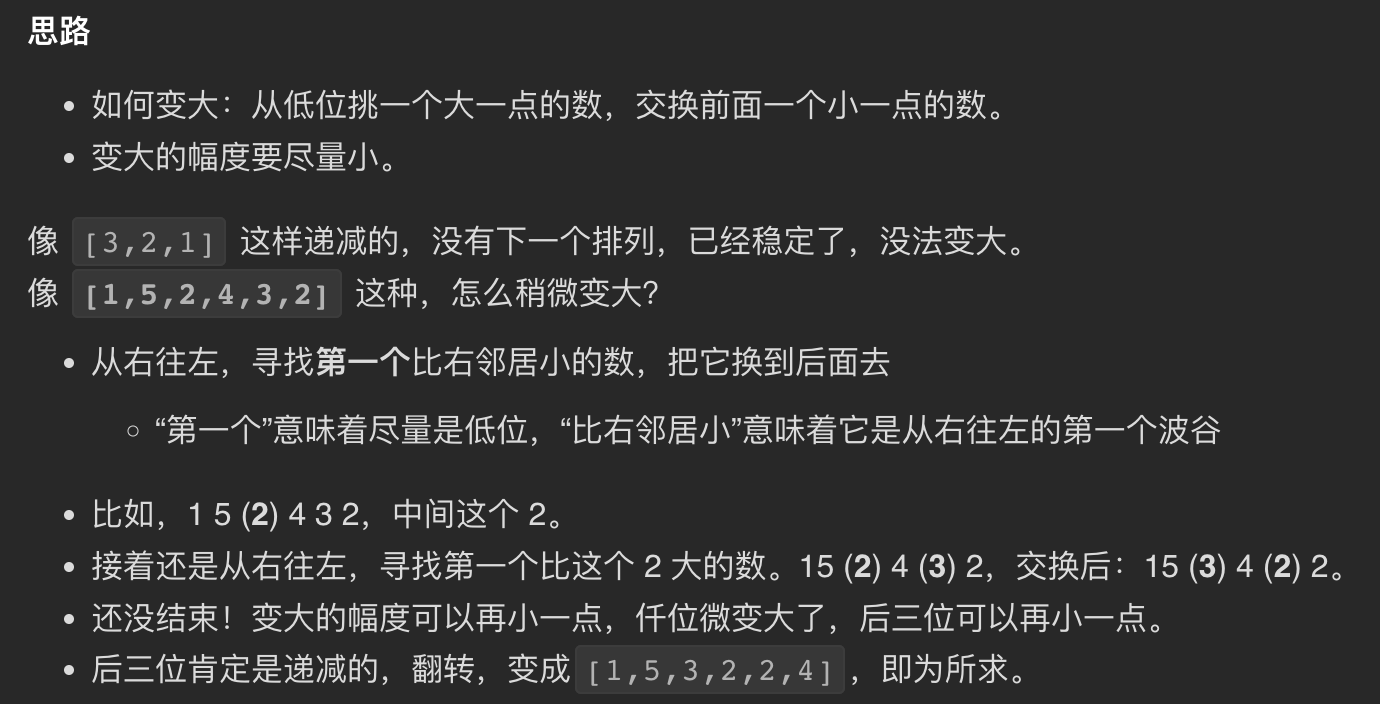 思路
如何变大：从低位挑一个大一点的数，交换前面一个小一点的数。
变大的幅度要尽量小。
像 [3,2,1] 这样递减的，没有下一个排列，已经稳定了，没法变大。
像 [1,5,2,4,3,2] 这种，怎么稍微变大？
从右往左，寻找第一个比右邻居小的数，把它换到后面去
“第一个”意味着尽量是低位，“比右邻居小”意味着它是从右往左的第一个波谷
比如，1 5 (2) 4 3 2，中间这个 2。
接着还是从右往左，寻找第一个比这个 2 大的数。15 (2) 4 (3) 2，交换后：15 (3) 4 (2) 2。
还没结束！变大的幅度可以再小一点，仟位微变大了，后三位可以再小一点。
后三位肯定是递减的，翻转，变成[1,5,3,2,2,4]，即为所求。